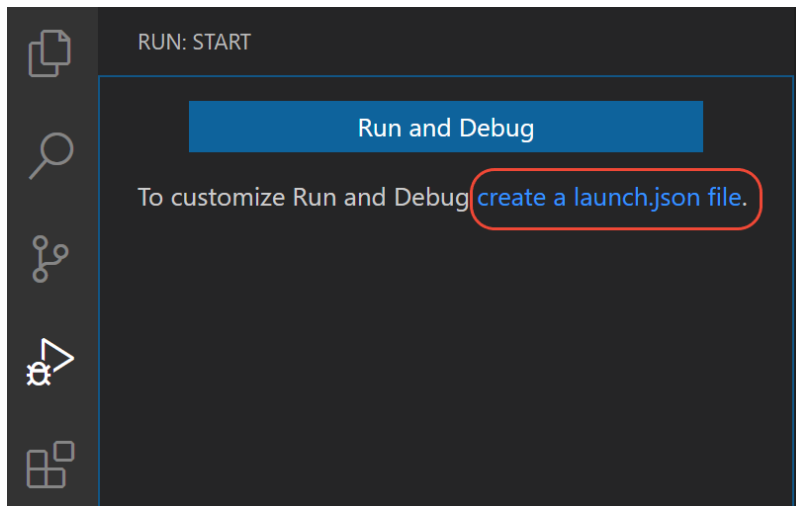 RUN: START
Run and Debug
To customize Run and Debug create a launch.json file.